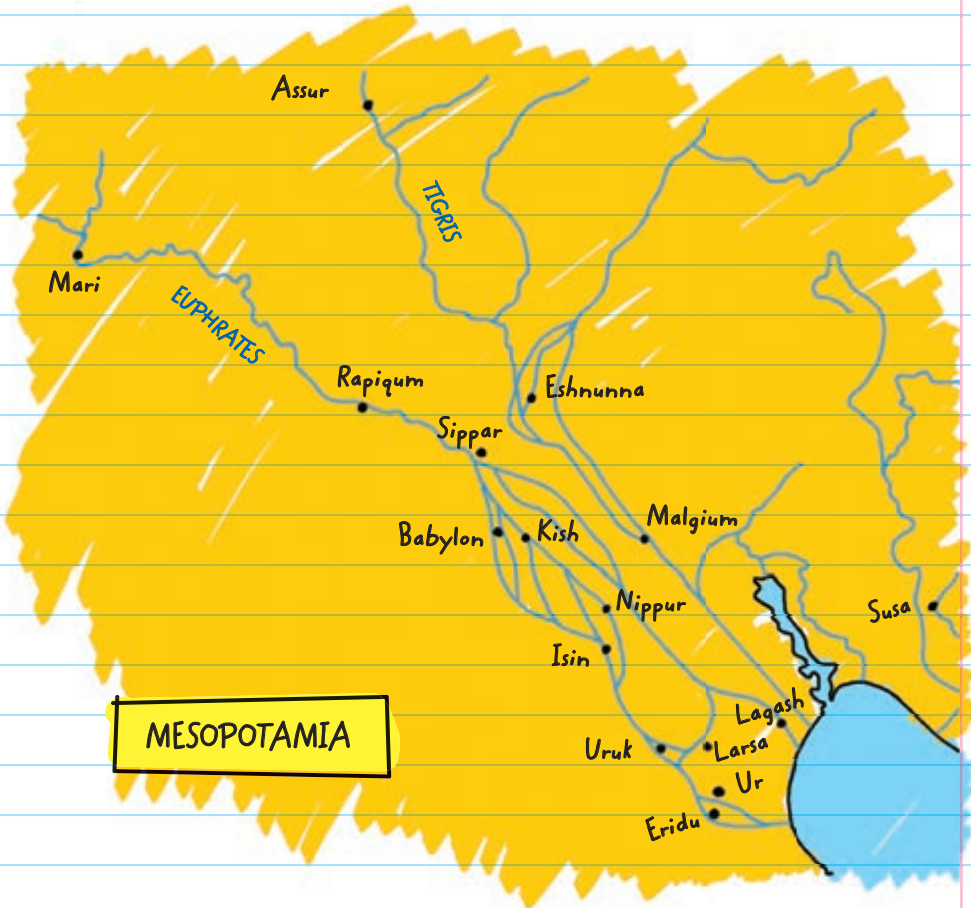 Assur
TIGRIS
Mari
EUPHRATES
Rapiqum
Eshnunna
Sippar
Malgium
Babylon
Kish
Nippur
Susa
Isin
Lagash
MESOPOTAMIA
Uruk
Larsa
Ur
Eridu